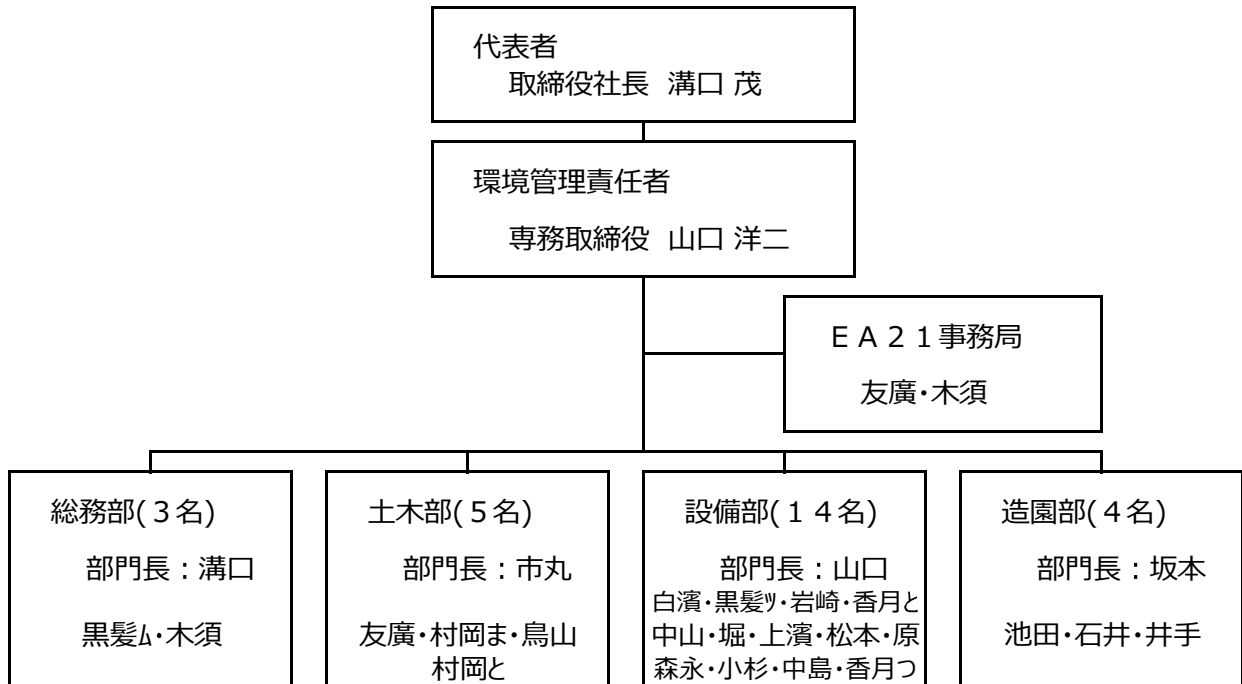 代表者
取締役社長 溝口 茂
環境管理責任者
専務取締役 山口 洋二
ＥＡ２１事務局
友廣・木須
総務部(３名)
部門長：溝口
黒髪ﾑ・木須
土木部(５名)
部門長：市丸
友廣・村岡ま・鳥山
村岡と
設備部(１４名)
部門長：山口
白濱・黒髪ﾂ・岩崎・香月と
中山・堀・上濱・松本・原
森永・小杉・中島・香月つ
造園部(４名)
部門長：坂本
池田・石井・井手